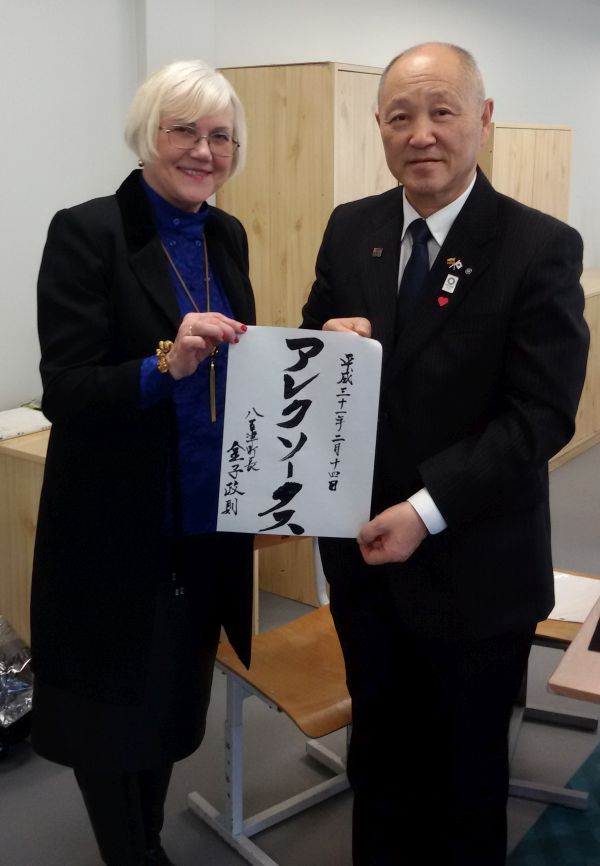 平成三十一年二月十四日
アレクソータス
八百津町長
金子政則